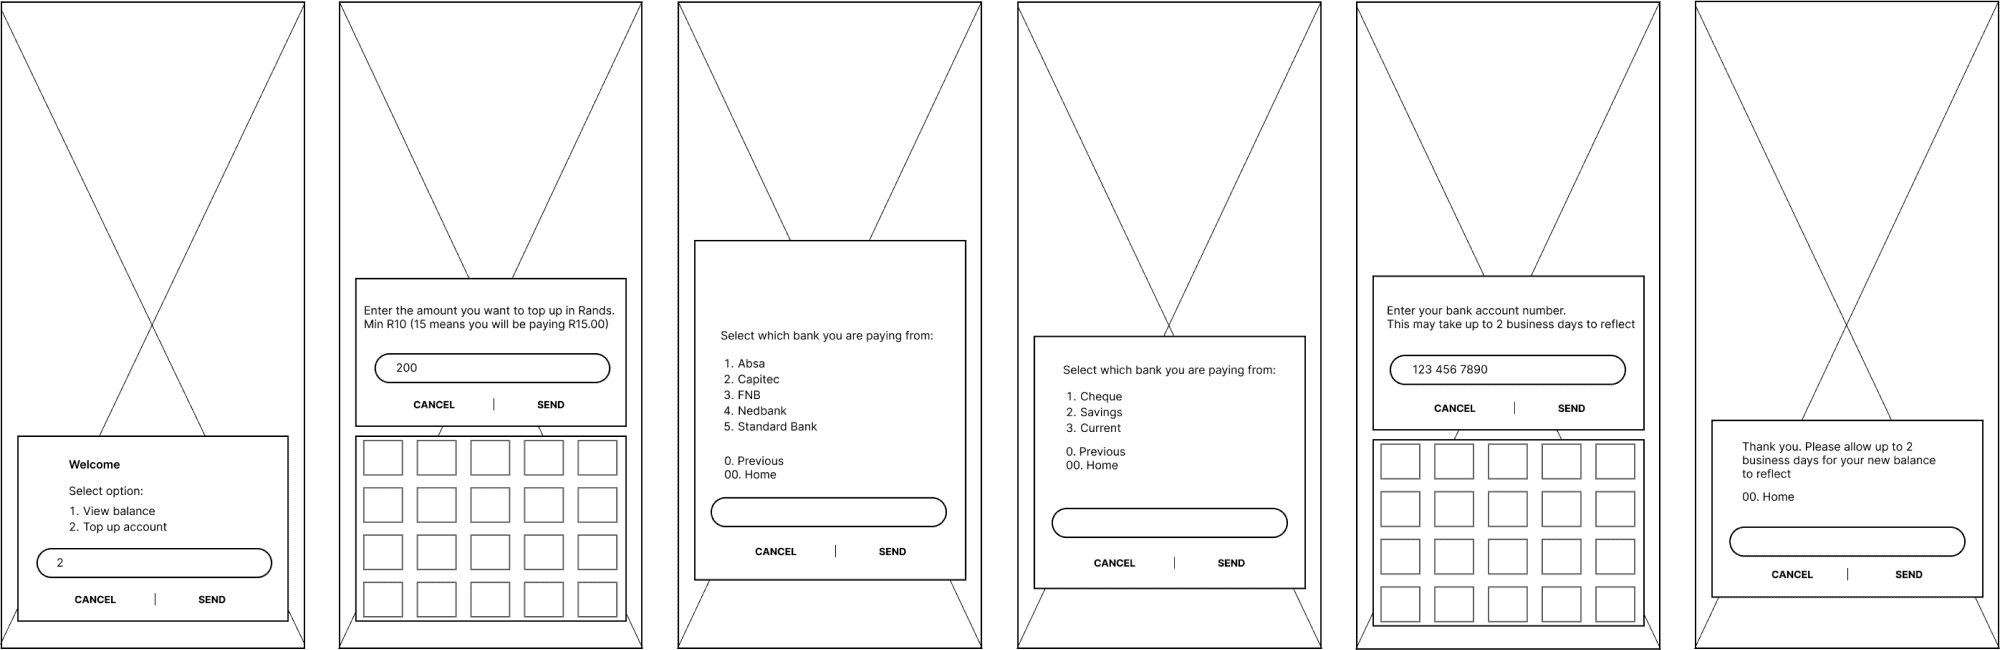 Welcome
Select option:
1. View balance
2. Top up account
2
CANCEL | SEND
Enter the amount you want to top up in Rands.
Min R10 (15 means you will be paying R15.00)
200
CANCEL | SEND
Select which bank you are paying from:
1. Absa
2. Capitec
3. FNB
4. Nedbank
5. Standard Bank
0. Previous
00. Home
CANCEL | SEND
Select which bank you are paying from:
1. Cheque
2. Savings
3. Current
0. Previous
00. Home
CANCEL | SEND
Enter your bank account number.
This may take up to 2 business days to reflect
123 456 7890
CANCEL | SEND
Thank you. Please allow up to 2
business days for your new balance
to reflect
00. Home
CANCEL | SEND